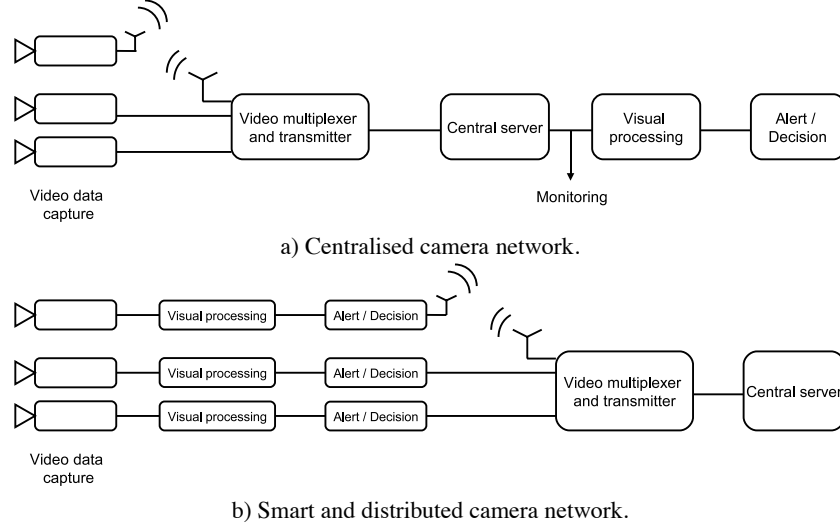 Video multiplexer
and transmitter
Central server
Visual
processing
Alert /
Decision
Monitoring
Video data
capture
a) Centralised camera network.
Visual processing
Alert / Decision
Visual processing
Alert / Decision
Visual processing
Alert / Decision
Video multiplexer
and transmitter
Central server
Video data
capture
b) Smart and distributed camera network.